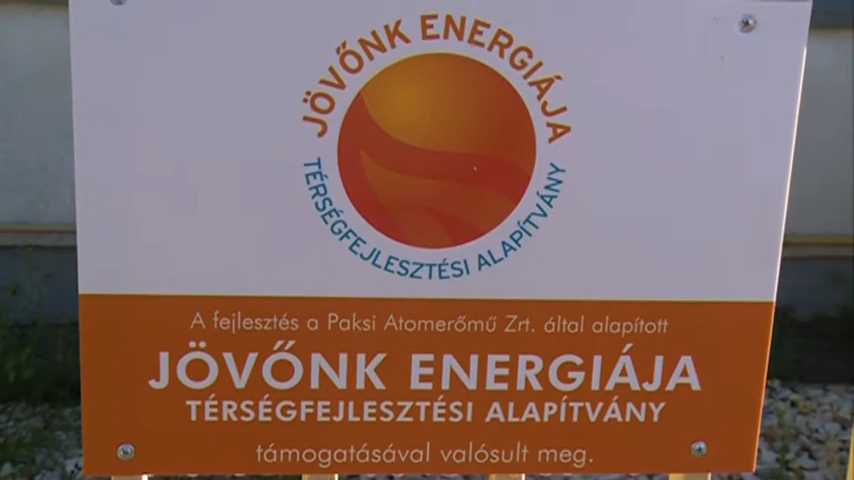 JÖVŐNK ENERGIÁJA
TÉRSÉGFEJLESZTÉSI ALAPÍTVÁNY
A fejlesztés a Paksi Atomerőmű Zrt. által alapított
JÖVŐNK ENERGIÁJA
TÉRSÉGFEJLESZTÉSI ALAPÍTVÁNY
támogatásával valósult meg.